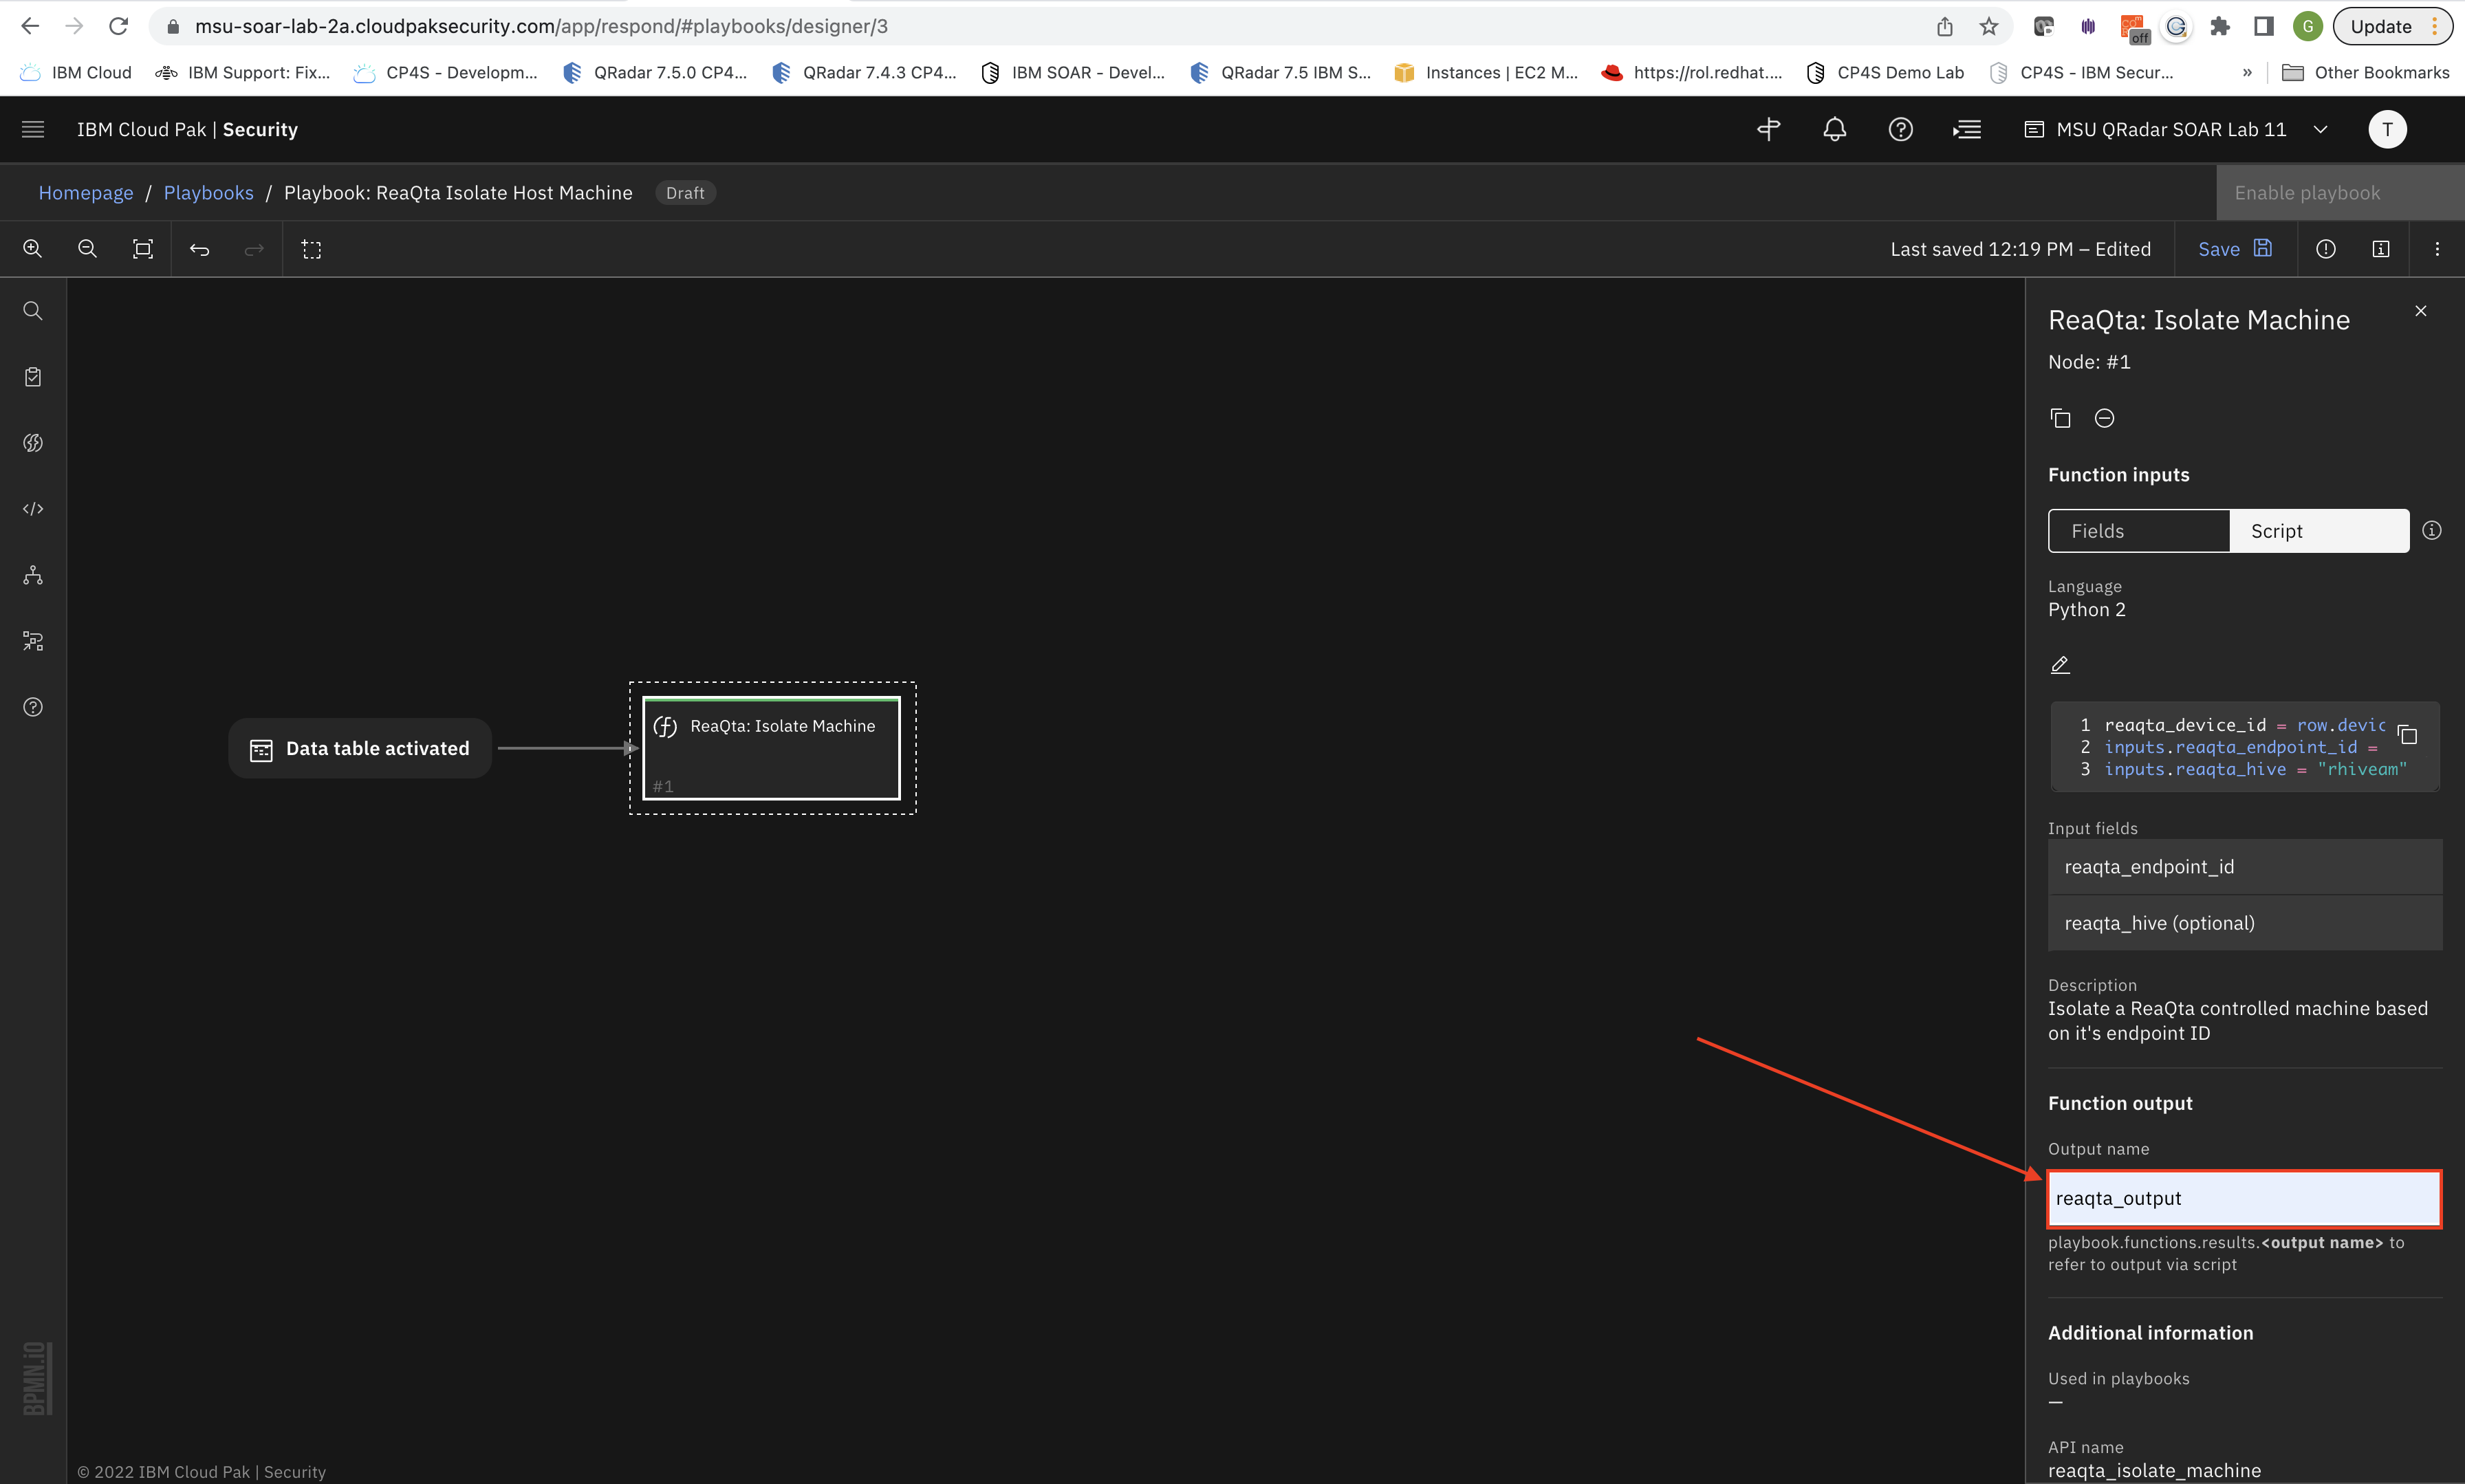 msu-soar-lab-2a.cloudpaksecurity.com/app/respond/#playbooks/designer/3
off
G
Update
IBM Cloud
IBM Support: Fix...
CP4S - Developm...
QRadar 7.5.0 CP4...
QRadar 7.4.3 CP4...
IBM SOAR - Devel...
QRadar 7.5 IBM S...
Instances | EC2 M...
https://rol.redhat....
CP4S Demo Lab
CP4S - IBM Secur...
»
Other Bookmarks
IBM Cloud Pak | Security
MSU QRadar SOAR Lab 11
T
Homepage / Playbooks / Playbook: ReaQta Isolate Host Machine
Draft
Enable playbook
Last saved 12:19 PM – Edited
Save
ReaQta: Isolate Machine
Node: #1
Function inputs
Fields
Script
Language
Python 2
1 reaqta_device_id = row.devic
2 inputs.reaqta_endpoint_id =
3 inputs.reaqta_hive = "rhiveam"
Input fields
reaqta_endpoint_id
reaqta_hive (optional)
Description
Isolate a ReaQta controlled machine based
on it's endpoint ID
Function output
Output name
reaqta_output
playbook.functions.results.<output name> to
refer to output via script
Additional information
Used in playbooks
—
API name
reaqta_isolate_machine
Data table activated
ReaQta: Isolate Machine
#1
BPMN.iO
© 2022 IBM Cloud Pak | Security